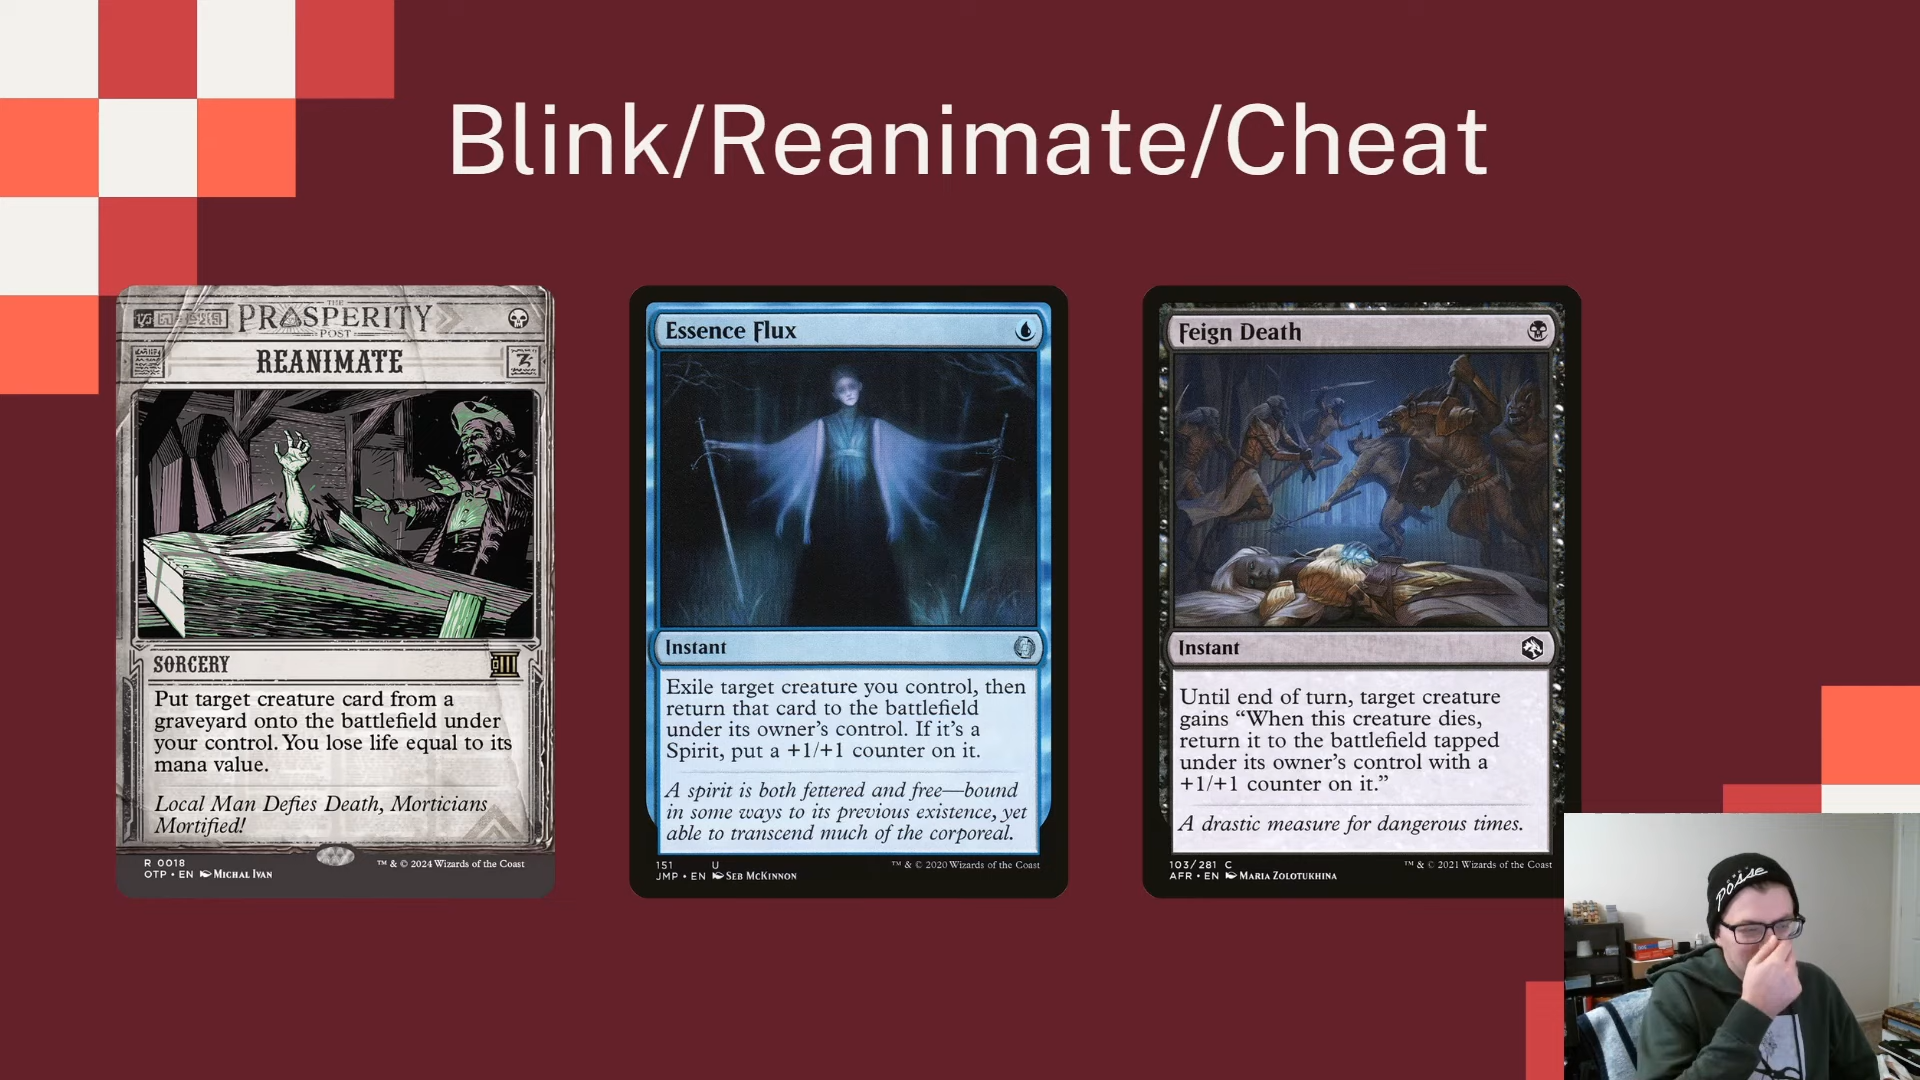 Blink/Reanimate/Cheat
THE
PROSPERITY
POST
REANIMATE
SORCERY
Put target creature card from a
graveyard onto the battlefield under
your control. You lose life equal to its
mana value.
Local Man Defies Death, Morticians
Mortified!
R 0018
OTP • EN MICHAL IVAN
™ & © 2024 Wizards of the Coast
Essence Flux
Instant
Exile target creature you control, then
return that card to the battlefield
under its owner's control. If it's a
Spirit, put a +1/+1 counter on it.
A spirit is both fettered and free—bound
in some ways to its previous existence, yet
able to transcend much of the corporeal.
151 U
JMP • EN SEB MCKINNON
™ & © 2020 Wizards of the Coast
Feign Death
Instant
Until end of turn, target creature
gains “When this creature dies,
return it to the battlefield tapped
under its owner's control with a
+1/+1 counter on it.”
A drastic measure for dangerous times.
103/281 C
AFR • EN MARIA ZOLOTUKHINA
™ & © 2021 Wizards of the Coast
posse